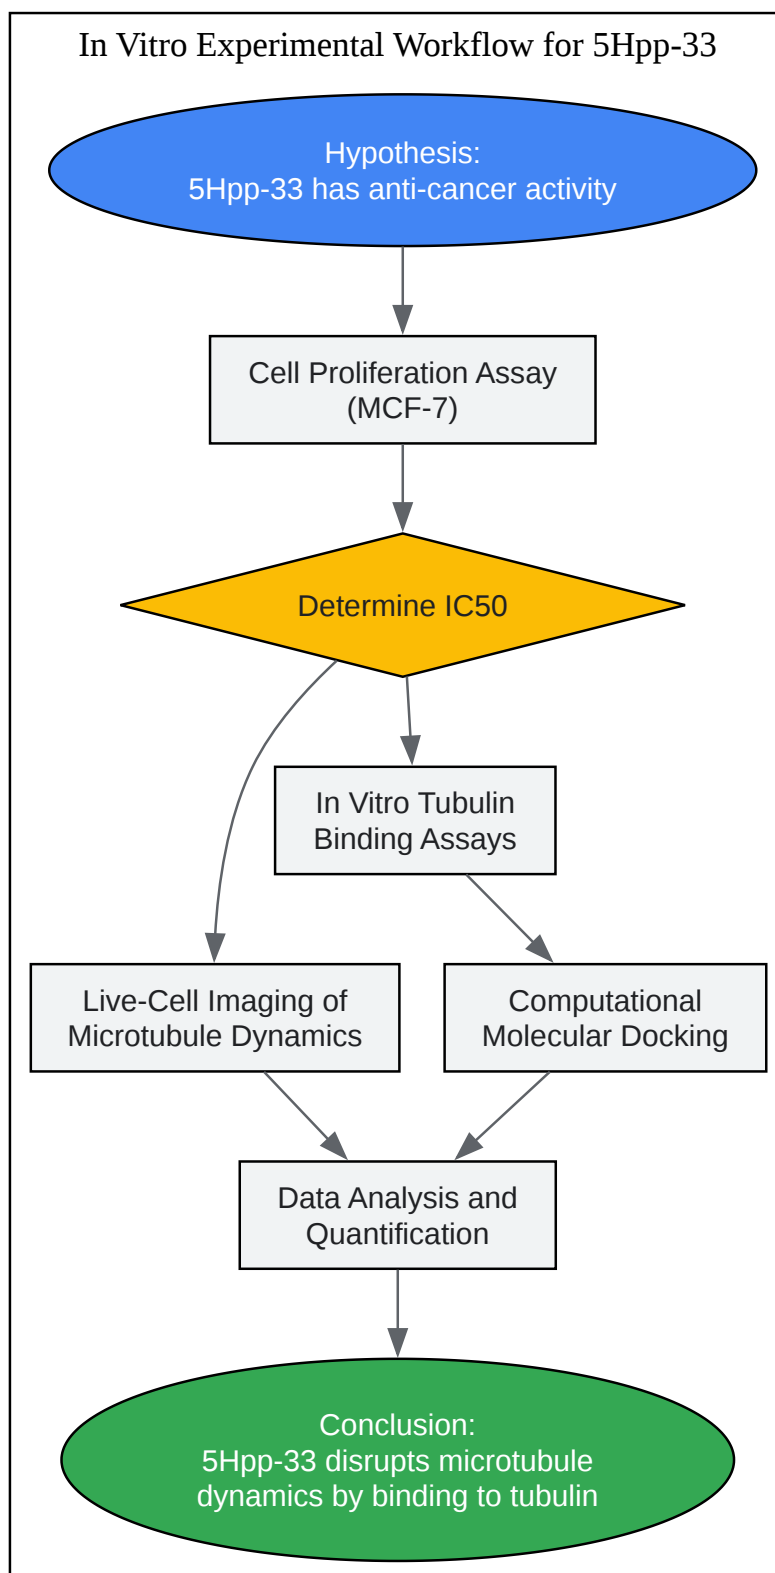 In Vitro Experimental Workflow for 5Hpp-33
Hypothesis:
5Hpp-33 has anti-cancer activity
Cell Proliferation Assay
(MCF-7)
Determine IC50
In Vitro Tubulin
Binding Assays
Live-Cell Imaging of
Microtubule Dynamics
Computational
Molecular Docking
Data Analysis and
Quantification
Conclusion:
5Hpp-33 disrupts microtubule
dynamics by binding to tubulin